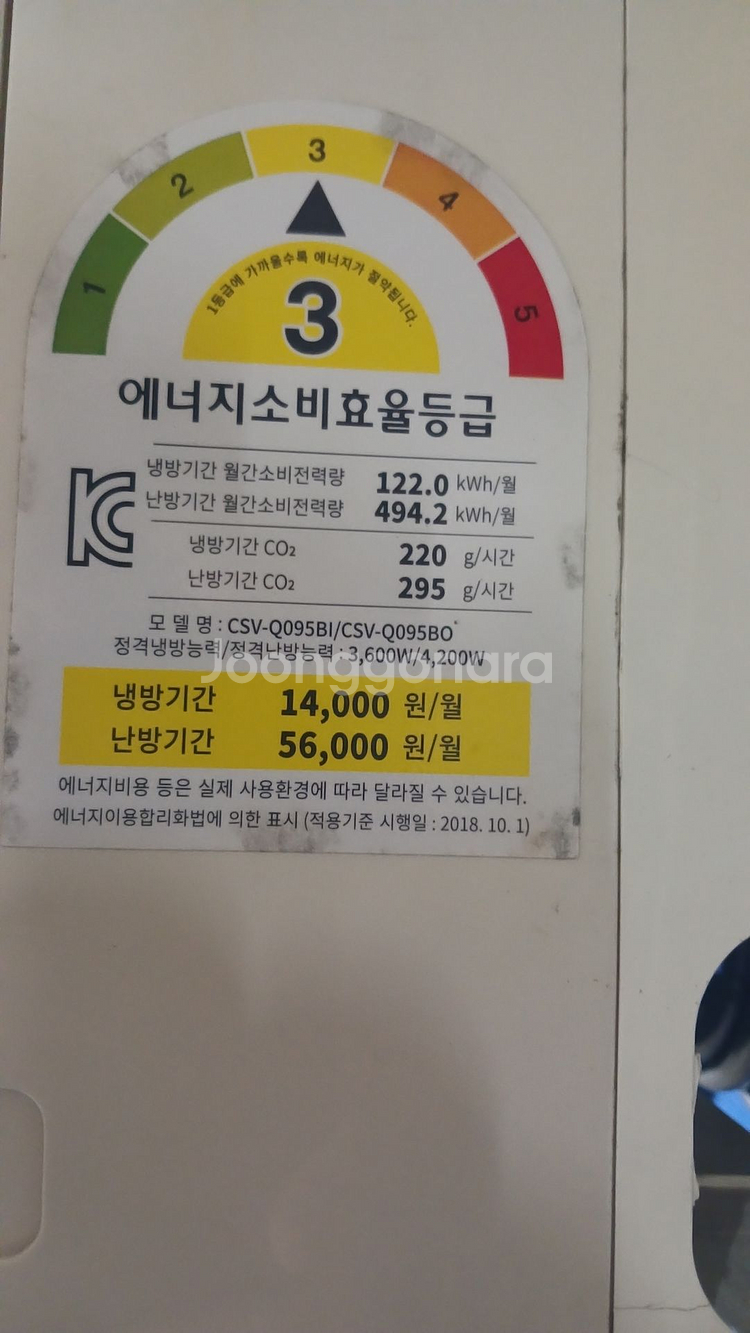 1 2 3 4 5
1등급에 가까울수록 에너지가 절약됩니다.
3
에너지소비효율등급
냉방기간 월간소비전력량 122.0 kWh/월
난방기간 월간소비전력량 494.2 kWh/월
냉방기간 CO₂ 220 g/시간
난방기간 CO₂ 295 g/시간
모 델 명 : CSV-Q095BI/CSV-Q095BO*
정격냉방능력/정격난방능력 : 3,600W/4,200W
Joonggonara
냉방기간 14,000 원/월
난방기간 56,000 원/월
에너지비용 등은 실제 사용환경에 따라 달라질 수 있습니다.
에너지이용합리화법에 의한 표시 (적용기준 시행일 : 2018. 10. 1)